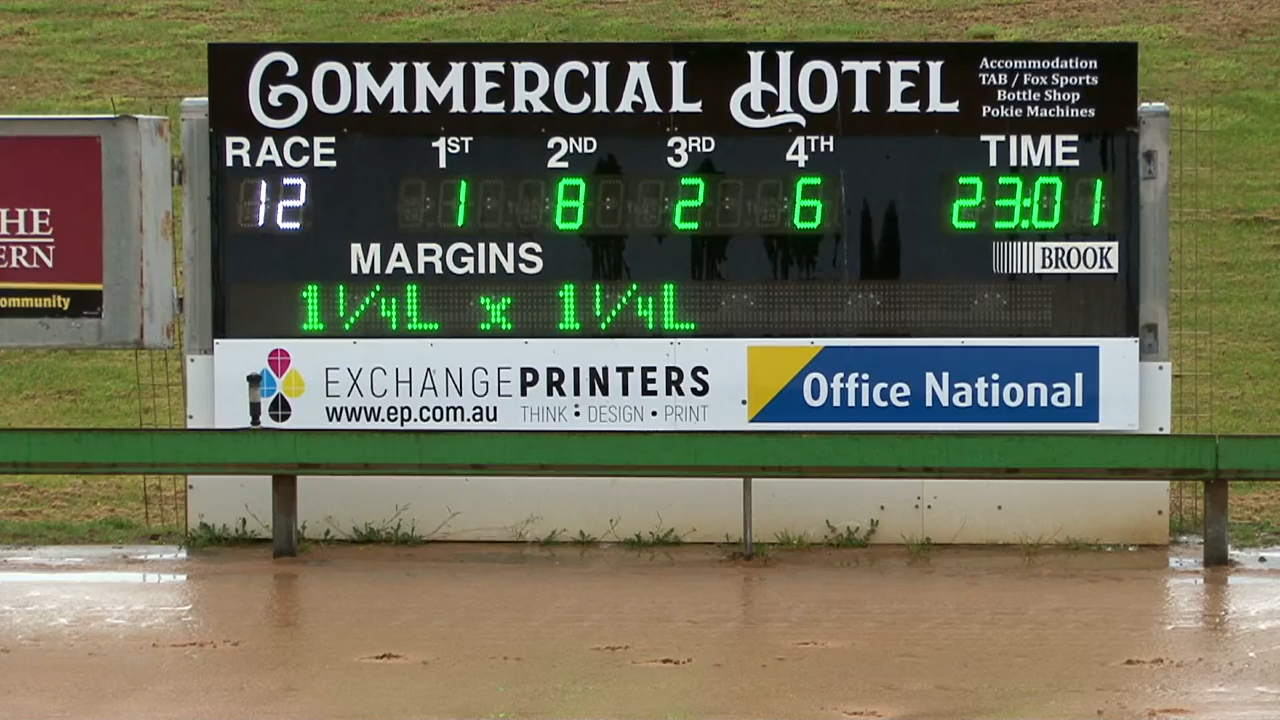 COMMERCIAL HOTEL
Accommodation
TAB / Fox Sports
Bottle Shop
Pokie Machines
RACE 1ST 2ND 3RD 4TH TIME
12 1 8 2 6 23:01
MARGINS
BROOK
1¼L x 1¼L
EXCHANGEPRINTERS
www.ep.com.au THINK : DESIGN • PRINT
Office National
THE
ERN
ommunity